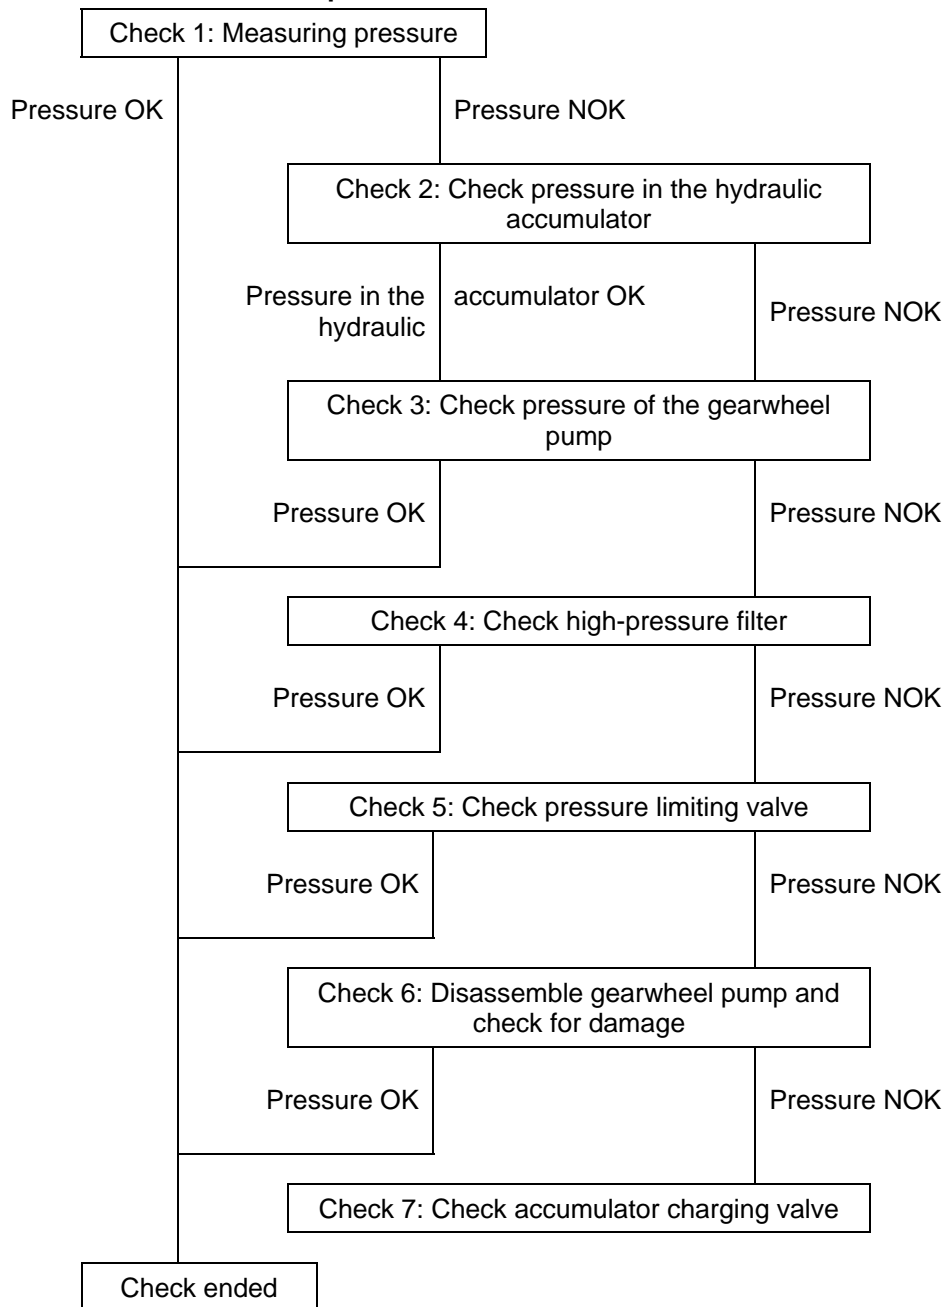 Check 1: Measuring pressure
Pressure OK
Pressure NOK
Check 2: Check pressure in the hydraulic
accumulator
Pressure in the
hydraulic
accumulator OK
Pressure NOK
Check 3: Check pressure of the gearwheel
pump
Pressure OK
Pressure NOK
Check 4: Check high-pressure filter
Pressure OK
Pressure NOK
Check 5: Check pressure limiting valve
Pressure OK
Pressure NOK
Check 6: Disassemble gearwheel pump and
check for damage
Pressure OK
Pressure NOK
Check 7: Check accumulator charging valve
Check ended